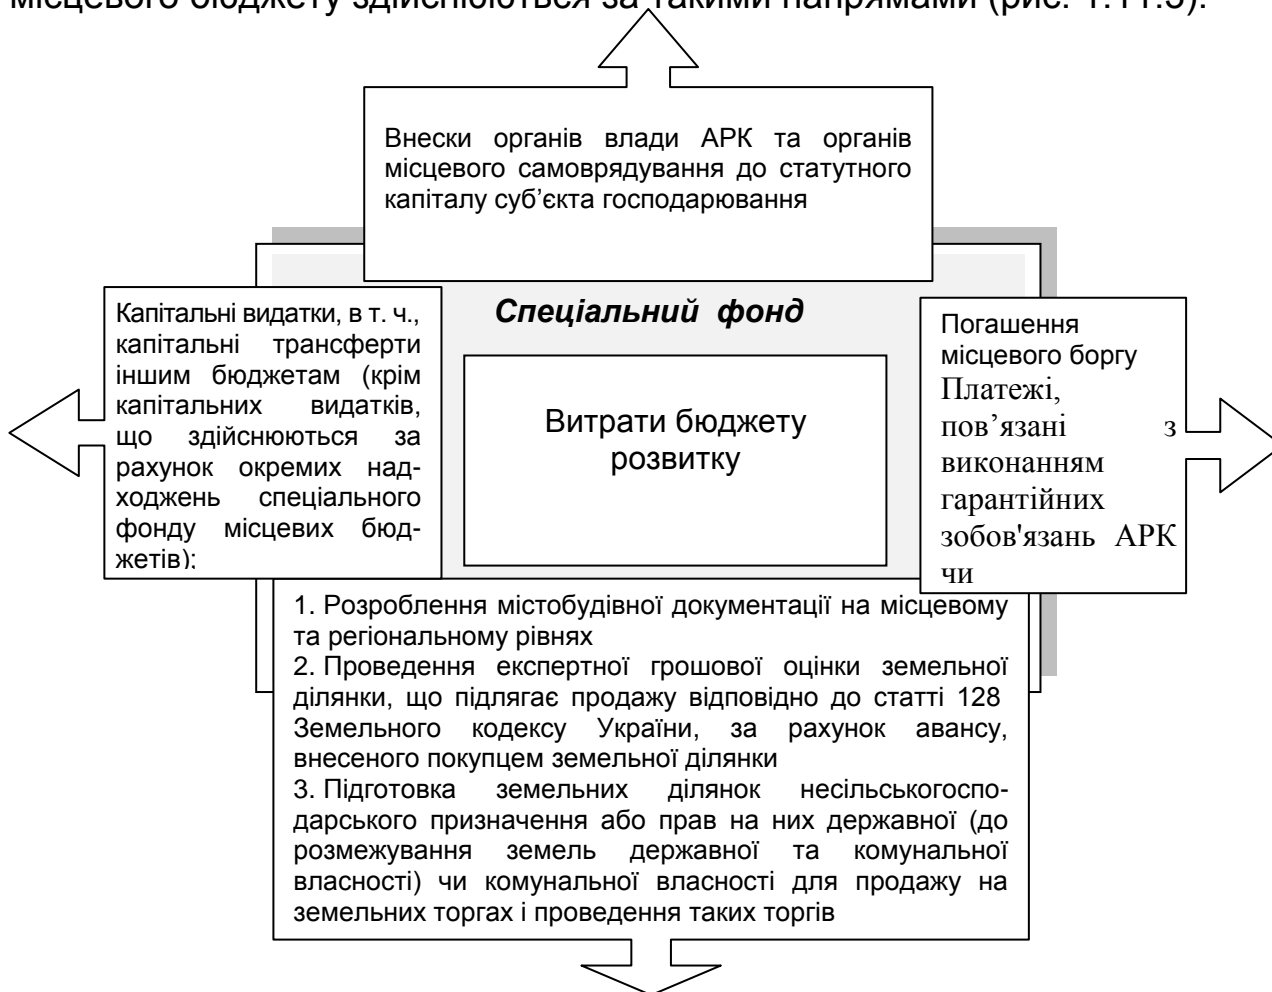 місцевого бюджету здійснюються за такими напрямами (рис. 1.11.3).
Внески органів влади АРК та органів
місцевого самоврядування до статутного
капіталу суб’єкта господарювання
Спеціальний фонд
Капітальні видатки, в т. ч.,
капітальні трансферти
іншим бюджетам (крім
капітальних видатків,
що здійснюються за
рахунок окремих над-
ходжень спеціального
фонду місцевих бюд-
жетів);
Витрати бюджету
розвитку
Погашення
місцевого боргу
Платежі,
пов’язані з
виконанням
гарантійних
зобов'язань АРК
чи
1. Розроблення містобудівної документації на місцевому
та регіональному рівнях
2. Проведення експертної грошової оцінки земельної
ділянки, що підлягає продажу відповідно до статті 128
Земельного кодексу України, за рахунок авансу,
внесеного покупцем земельної ділянки
3. Підготовка земельних ділянок несільськогоспо-
дарського призначення або прав на них державної (до
розмежування земель державної та комунальної
власності) чи комунальної власності для продажу на
земельних торгах і проведення таких торгів